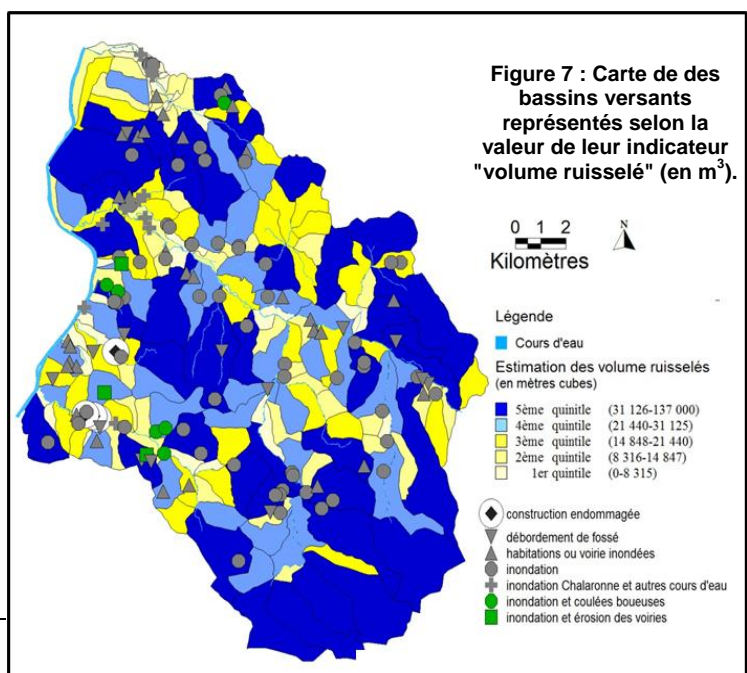 Figure 7 : Carte de des
bassins versants
représentés selon la
valeur de leur indicateur
"volume ruisselé" (en m³).
0 1 2
Kilomètres
N
Légende
Cours d'eau
Estimation des volume ruisselés
(en mètres cubes)
5ème quinitle (31 126-137 000)
4ème quintile (21 440-31 125)
3ème quintile (14 848-21 440)
2ème quintile (8 316-14 847)
1er quintile (0-8 315)
construction endommagée
débordement de fossé
habitations ou voirie inondées
inondation
inondation Chalaronne et autres cours d'eau
inondation et coulées boueuses
inondation et érosion des voiries